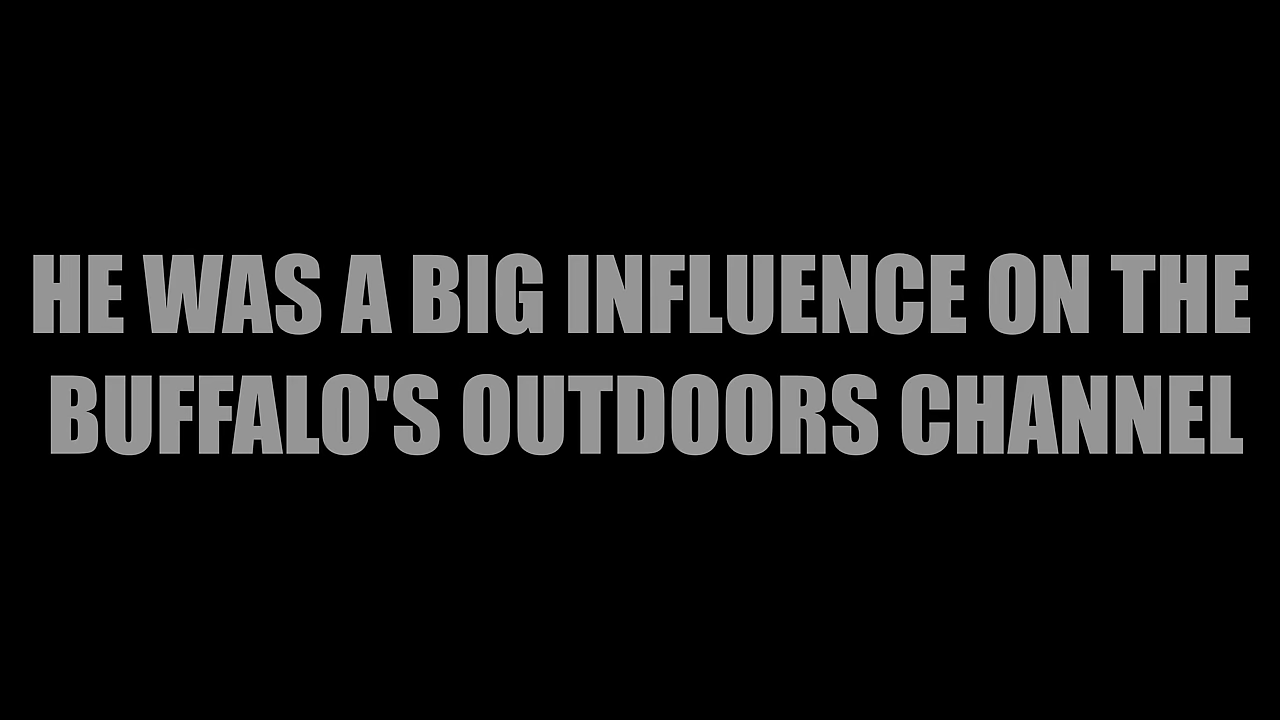 HE WAS A BIG INFLUENCE ON THE
BUFFALO'S OUTDOORS CHANNEL